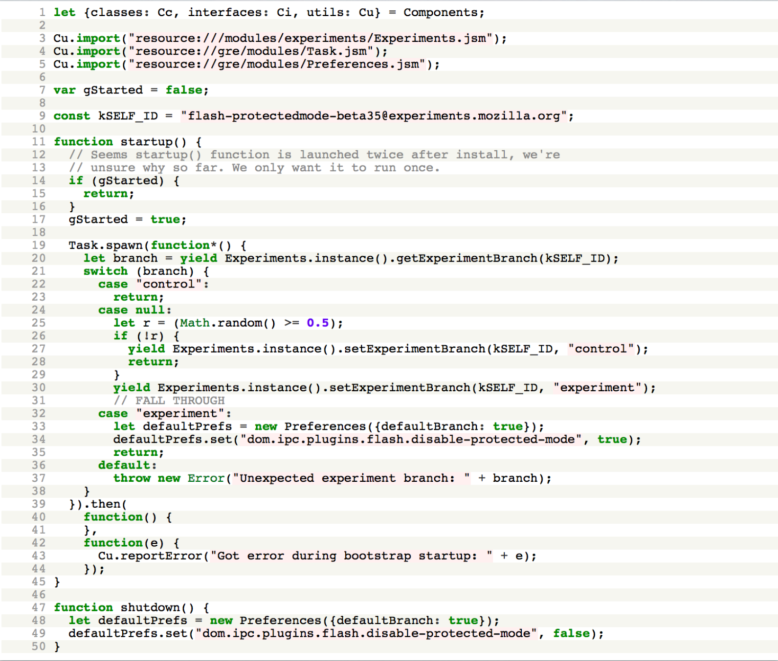 1 let {classes: Cc, interfaces: Ci, utils: Cu} = Components;
2
3 Cu.import("resource:///modules/experiments/Experiments.jsm");
4 Cu.import("resource://gre/modules/Task.jsm");
5 Cu.import("resource://gre/modules/Preferences.jsm");
6
7 var gStarted = false;
8
9 const kSELF_ID = "flash-protectedmode-beta35@experiments.mozilla.org";
10
11 function startup() {
12   // Seems startup() function is launched twice after install, we're
13   // unsure why so far. We only want it to run once.
14   if (gStarted) {
15     return;
16   }
17   gStarted = true;
18
19   Task.spawn(function*() {
20     let branch = yield Experiments.instance().getExperimentBranch(kSELF_ID);
21     switch (branch) {
22       case "control":
23         return;
24       case null:
25         let r = (Math.random() >= 0.5);
26         if (!r) {
27           yield Experiments.instance().setExperimentBranch(kSELF_ID, "control");
28           return;
29         }
30         yield Experiments.instance().setExperimentBranch(kSELF_ID, "experiment");
31         // FALL THROUGH
32       case "experiment":
33         let defaultPrefs = new Preferences({defaultBranch: true});
34         defaultPrefs.set("dom.ipc.plugins.flash.disable-protected-mode", true);
35         return;
36       default:
37         throw new Error("Unexpected experiment branch: " + branch);
38     }
39   }).then(
40     function() {
41     },
42     function(e) {
43       Cu.reportError("Got error during bootstrap startup: " + e);
44     });
45 }
46
47 function shutdown() {
48   let defaultPrefs = new Preferences({defaultBranch: true});
49   defaultPrefs.set("dom.ipc.plugins.flash.disable-protected-mode", false);
50 }